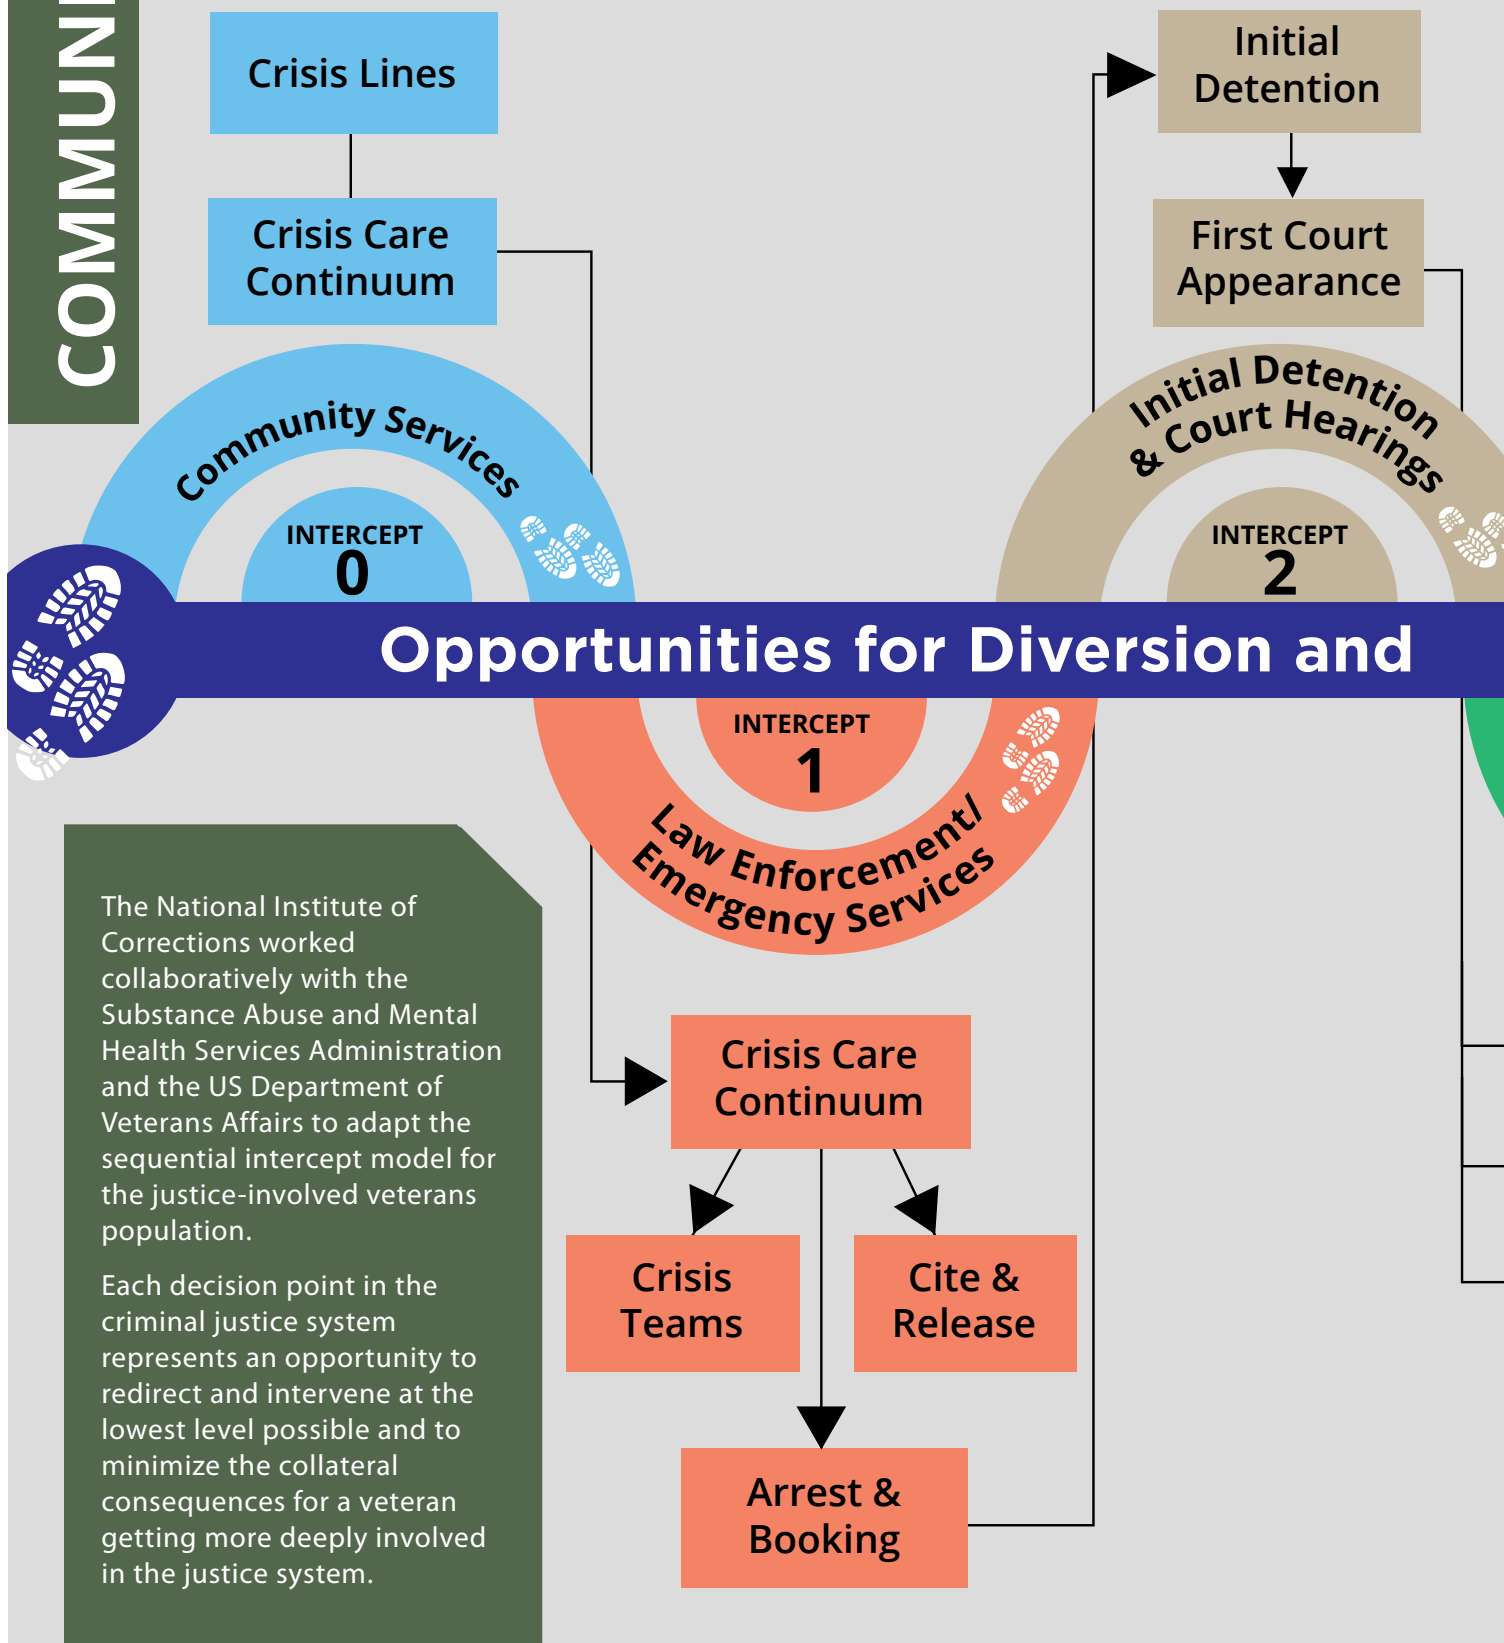 COMMUNI
Crisis Lines
Crisis Care
Continuum
Community Services
INTERCEPT
0
Initial
Detention
First Court
Appearance
Initial Detention
& Court Hearings
INTERCEPT
2
Opportunities for Diversion and
INTERCEPT
1
Law Enforcement/
Emergency Services
Crisis Care
Continuum
Crisis
Teams
Cite &
Release
Arrest &
Booking
The National Institute of
Corrections worked
collaboratively with the
Substance Abuse and Mental
Health Services Administration
and the US Department of
Veterans Affairs to adapt the
sequential intercept model for
the justice-involved veterans
population.
Each decision point in the
criminal justice system
represents an opportunity to
redirect and intervene at the
lowest level possible and to
minimize the collateral
consequences for a veteran
getting more deeply involved
in the justice system.